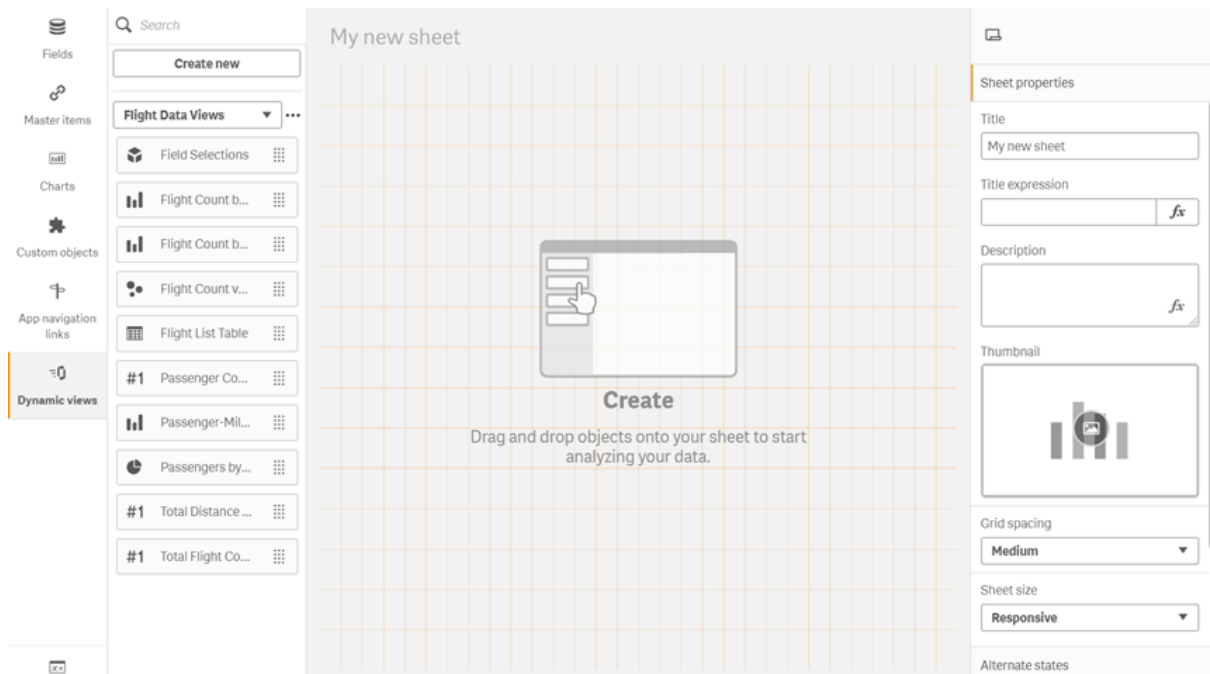 Fields
Master items
Charts
Custom objects
App navigation
links
Dynamic views
Search
Create new
Flight Data Views
Field Selections
Flight Count b...
Flight Count b...
Flight Count v...
Flight List Table
#1 Passenger Co...
Passenger-Mil...
Passengers by...
#1 Total Distance ...
#1 Total Flight Co...
My new sheet
Create
Drag and drop objects onto your sheet to start
analyzing your data.
Sheet properties
Title
My new sheet
Title expression
fx
Description
fx
Thumbnail
Grid spacing
Medium
Sheet size
Responsive
Alternate states